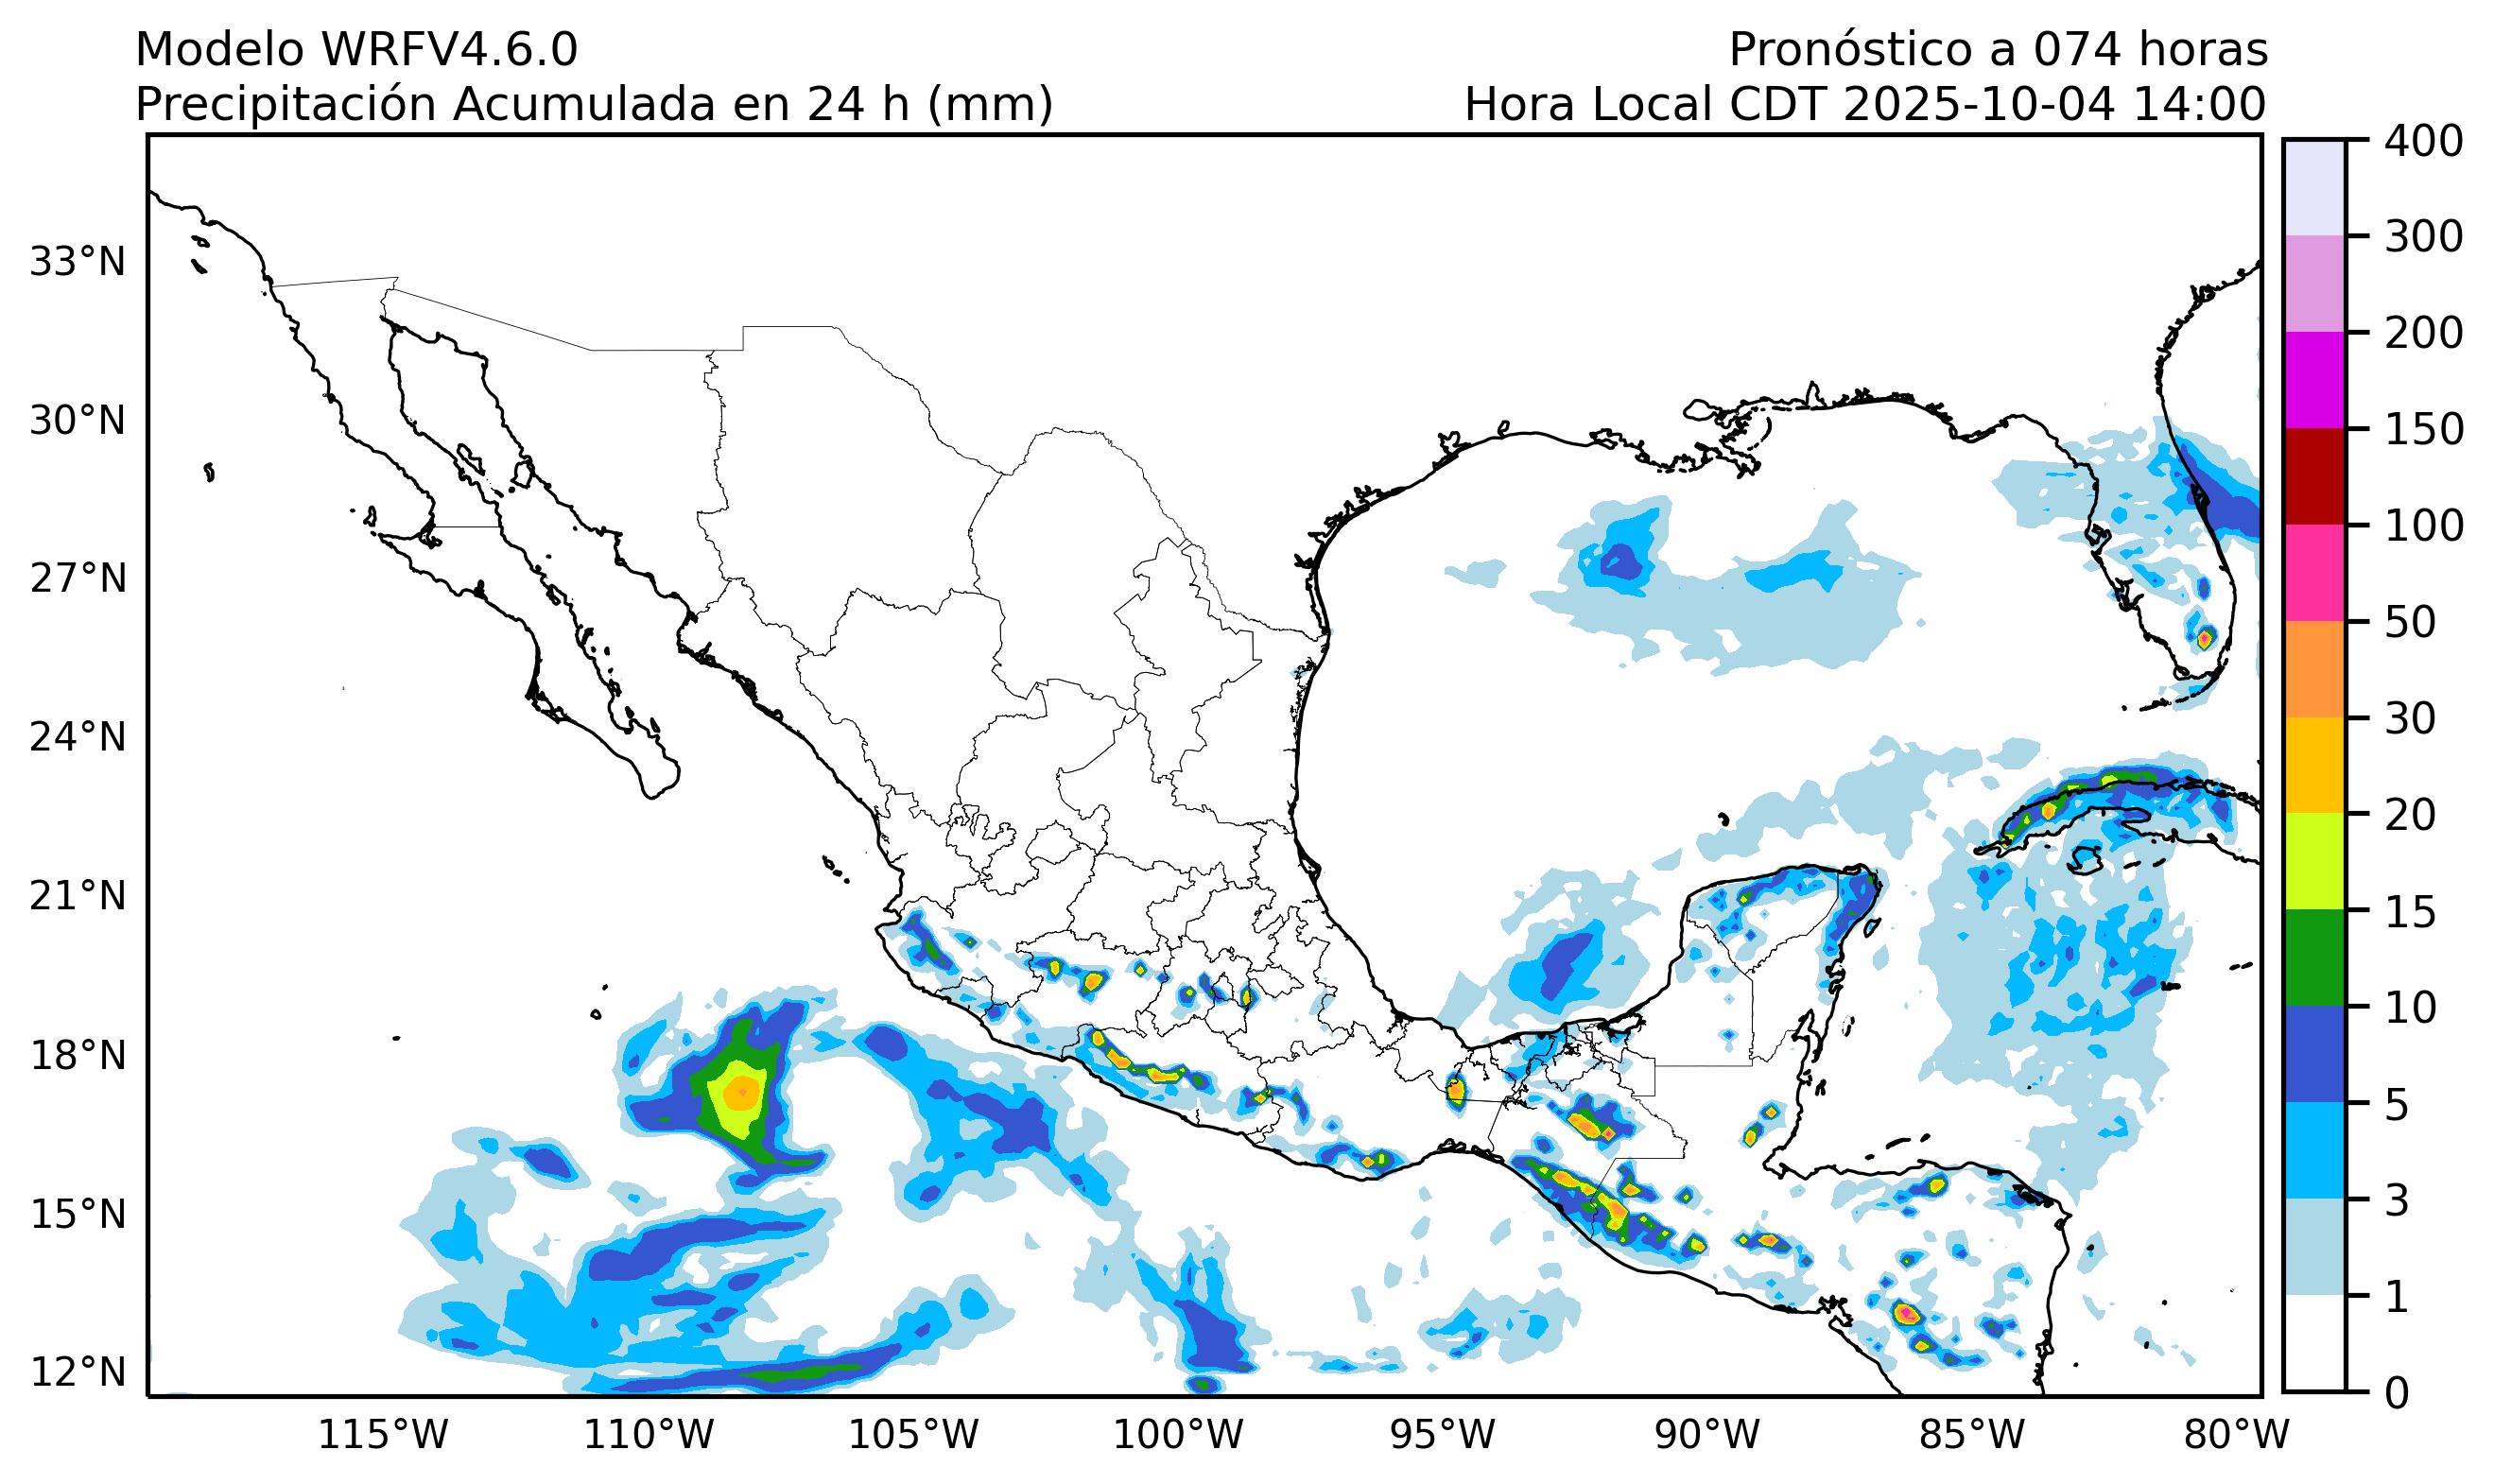 Modelo WRFV4.6.0
Pronóstico a 074 horas
Precipitación Acumulada en 24 h (mm)
Hora Local CDT 2025-10-04 14:00
33°N
30°N
27°N
24°N
21°N
18°N
15°N
12°N
115°W
110°W
105°W
100°W
95°W
90°W
85°W
80°W
400
300
200
150
100
50
30
20
15
10
5
3
1
0